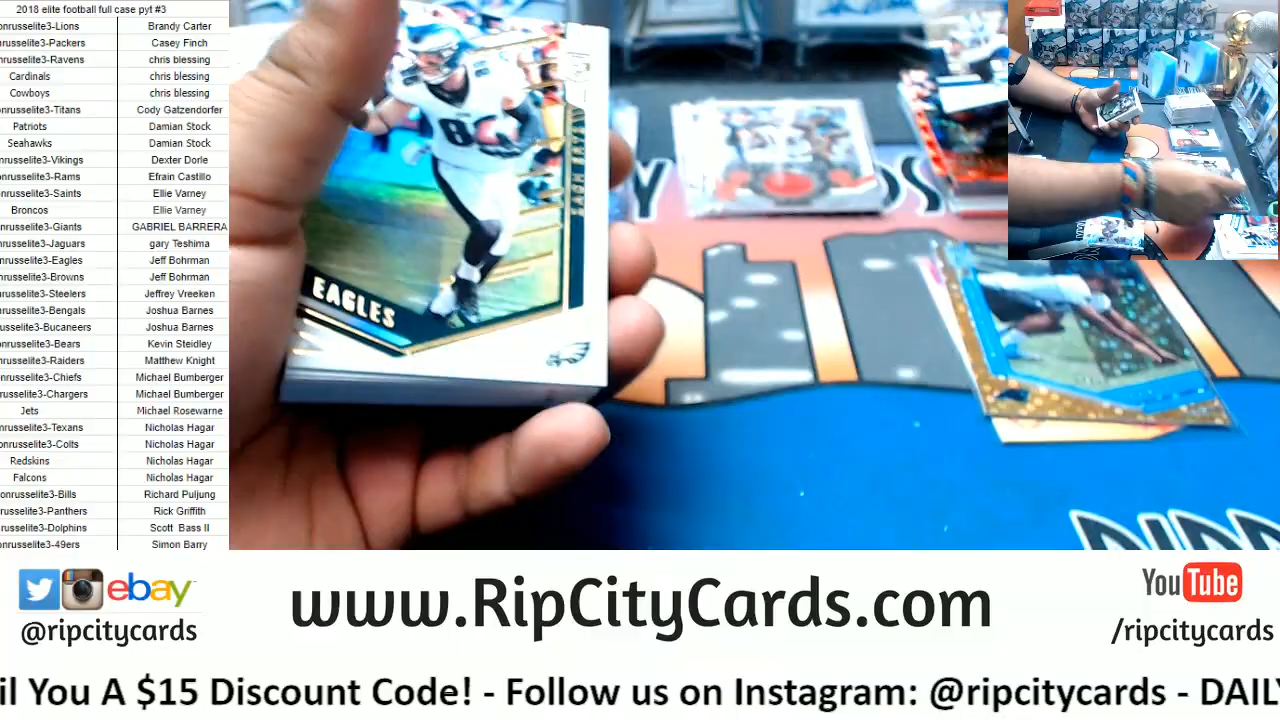 2018 elite football full case pyt #3
onrusselite3-Lions Brandy Carter
nrusselite3-Packers Casey Finch
nrusselite3-Ravens chris blessing
Cardinals chris blessing
Cowboys chris blessing
onrusselite3-Titans Cody Gatzendorfer
Patriots Damian Stock
Seahawks Damian Stock
nrusselite3-Vikings Dexter Dorle
onrusselite3-Rams Efrain Castillo
onrusselite3-Saints Ellie Varney
Broncos Ellie Varney
onrusselite3-Giants GABRIEL BARRERA
nrusselite3-Jaguars gary Teshima
nrusselite3-Eagles Jeff Bohrman
nrusselite3-Browns Jeff Bohrman
nrusselite3-Steelers Jeffrey Vreeken
nrusselite3-Bengals Joshua Barnes
usselite3-Bucaneers Joshua Barnes
onrusselite3-Bears Kevin Steidley
nrusselite3-Raiders Matthew Knight
nrusselite3-Chiefs Michael Bumberger
nrusselite3-Chargers Michael Bumberger
Jets Michael Rosewarne
nrusselite3-Texans Nicholas Hagar
onrusselite3-Colts Nicholas Hagar
Redskins Nicholas Hagar
Falcons Nicholas Hagar
onrusselite3-Bills Richard Puljung
nrusselite3-Panthers Rick Griffith
russelite3-Dolphins Scott Bass II
onrusselite3-49ers Simon Barry
EAGLES
ebay
@ripcitycards
www.RipCityCards.com
YouTube
/ripcitycards
il You A $15 Discount Code! - Follow us on Instagram: @ripcitycards - DAILY